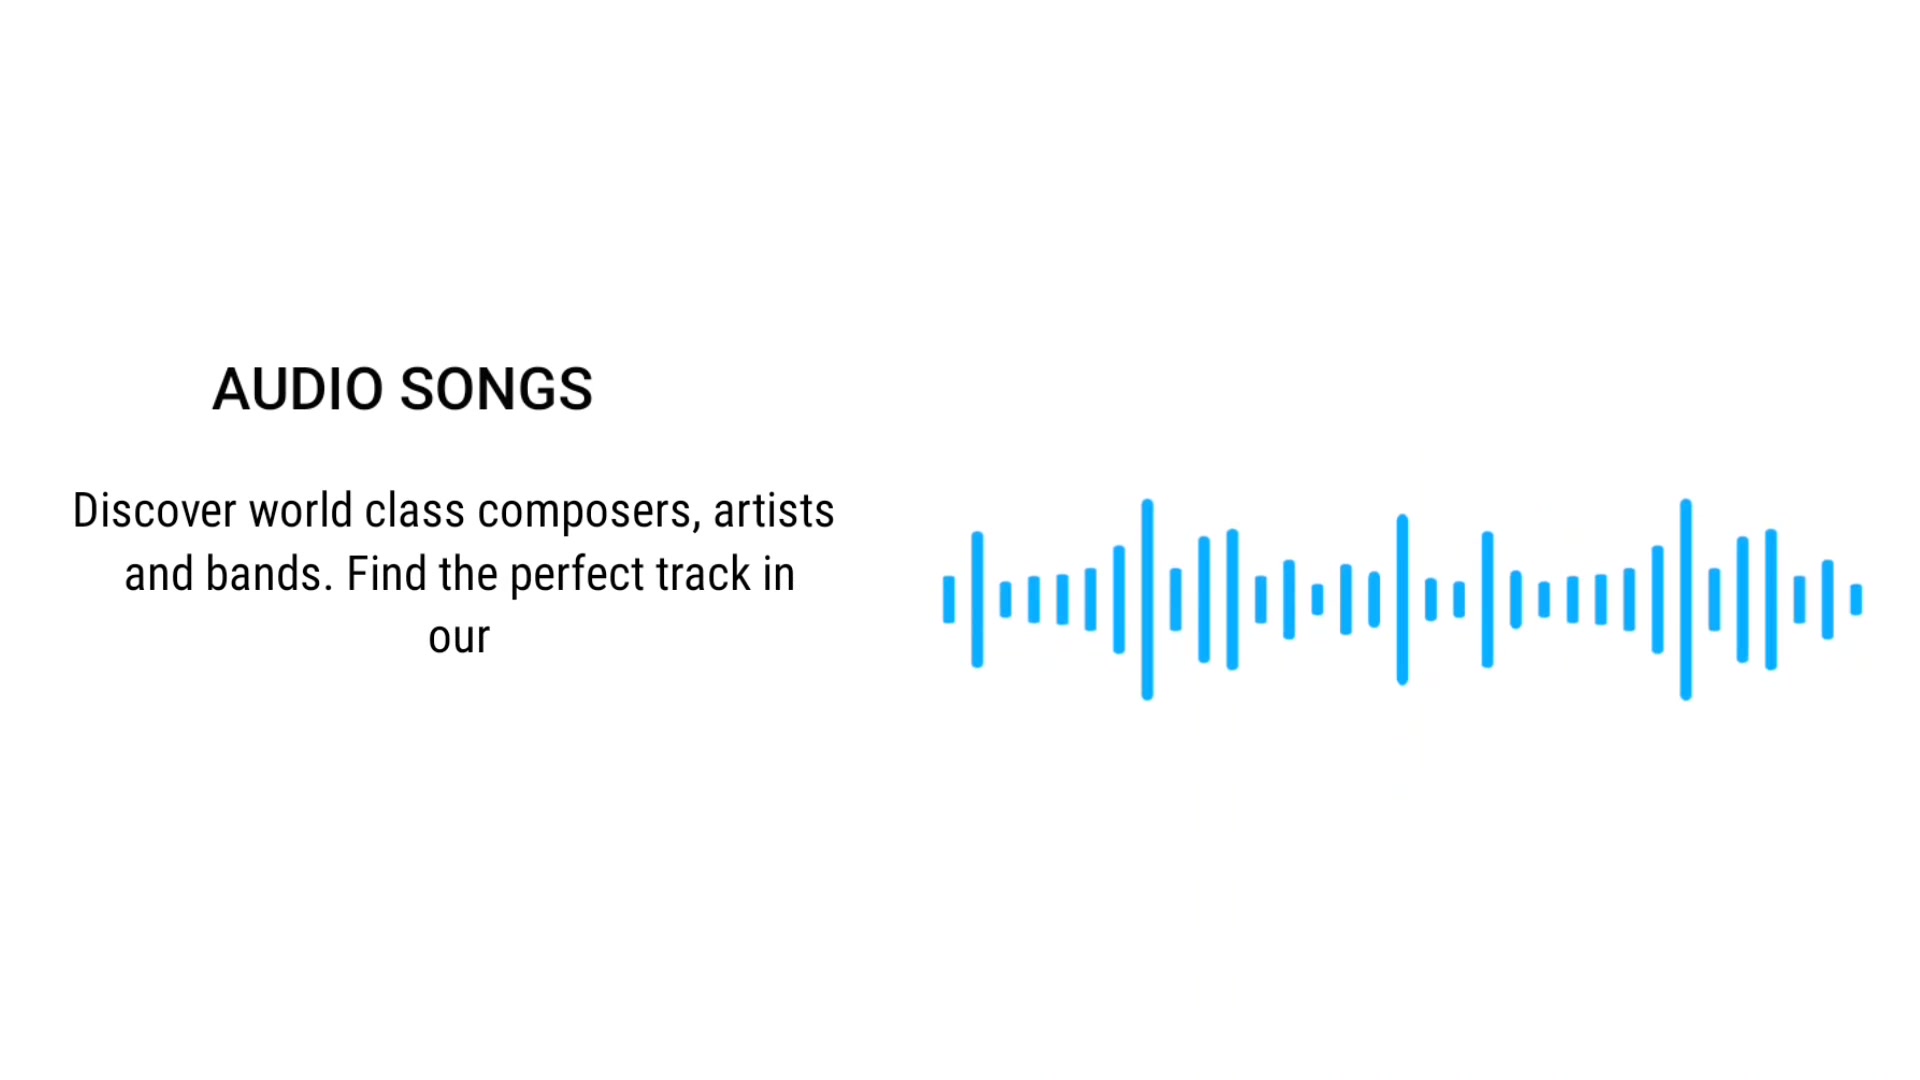 AUDIO SONGS
Discover world class composers, artists
and bands. Find the perfect track in
our